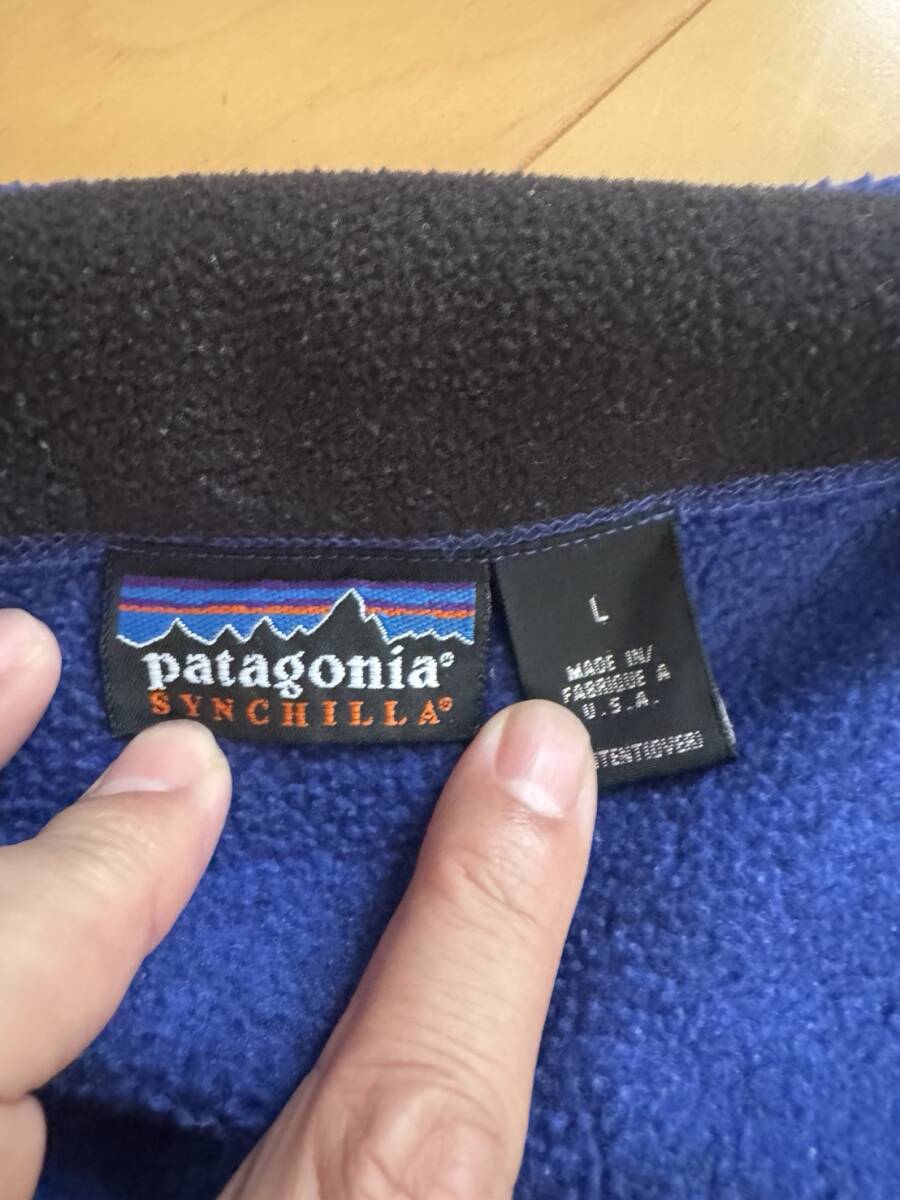 patagonia®
SYNCHILLA®
L
MADE IN/
FABRIQUE A
U.S.A.